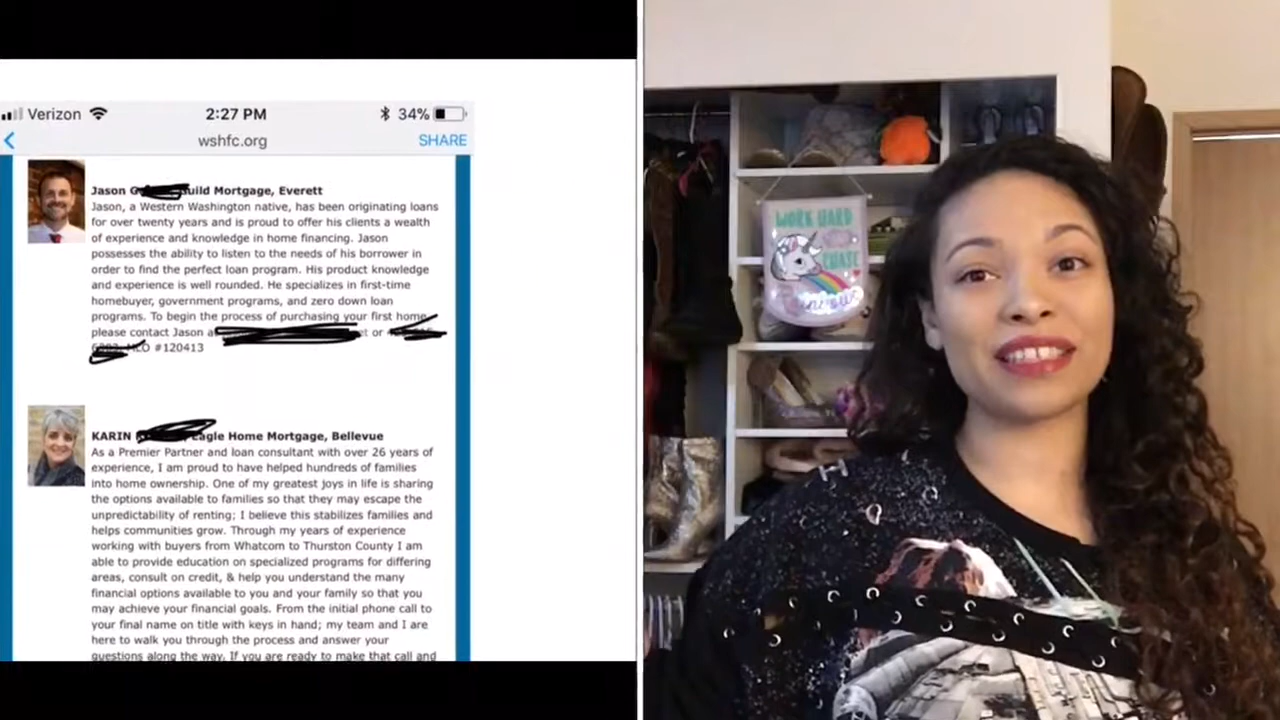 Verizon 2:27 PM 34%
wshfc.org SHARE
Jason Guild Mortgage, Everett
Jason, a Western Washington native, has been originating loans
for over twenty years and is proud to offer his clients a wealth
of experience and knowledge in home financing. Jason
possesses the ability to listen to the needs of his borrower in
order to find the perfect loan program. His product knowledge
and experience is well rounded. He specializes in first-time
homebuyer, government programs, and zero down loan
programs. To begin the process of purchasing your first home,
please contact Jason a et or
MLO #120413
KARIN Eagle Home Mortgage, Bellevue
As a Premier Partner and loan consultant with over 26 years of
experience, I am proud to have helped hundreds of families
into home ownership. One of my greatest joys in life is sharing
the options available to families so that they may escape the
unpredictability of renting; I believe this stabilizes families and
helps communities grow. Through my years of experience
working with buyers from Whatcom to Thurston County I am
able to provide education on specialized programs for differing
areas, consult on credit, & help you understand the many
financial options available to you and your family so that you
may achieve your financial goals. From the initial phone call to
your final name on title with keys in hand; my team and I are
here to walk you through the process and answer your
questions along the way. If you are ready to make that call and
WORK HARD
CHASE